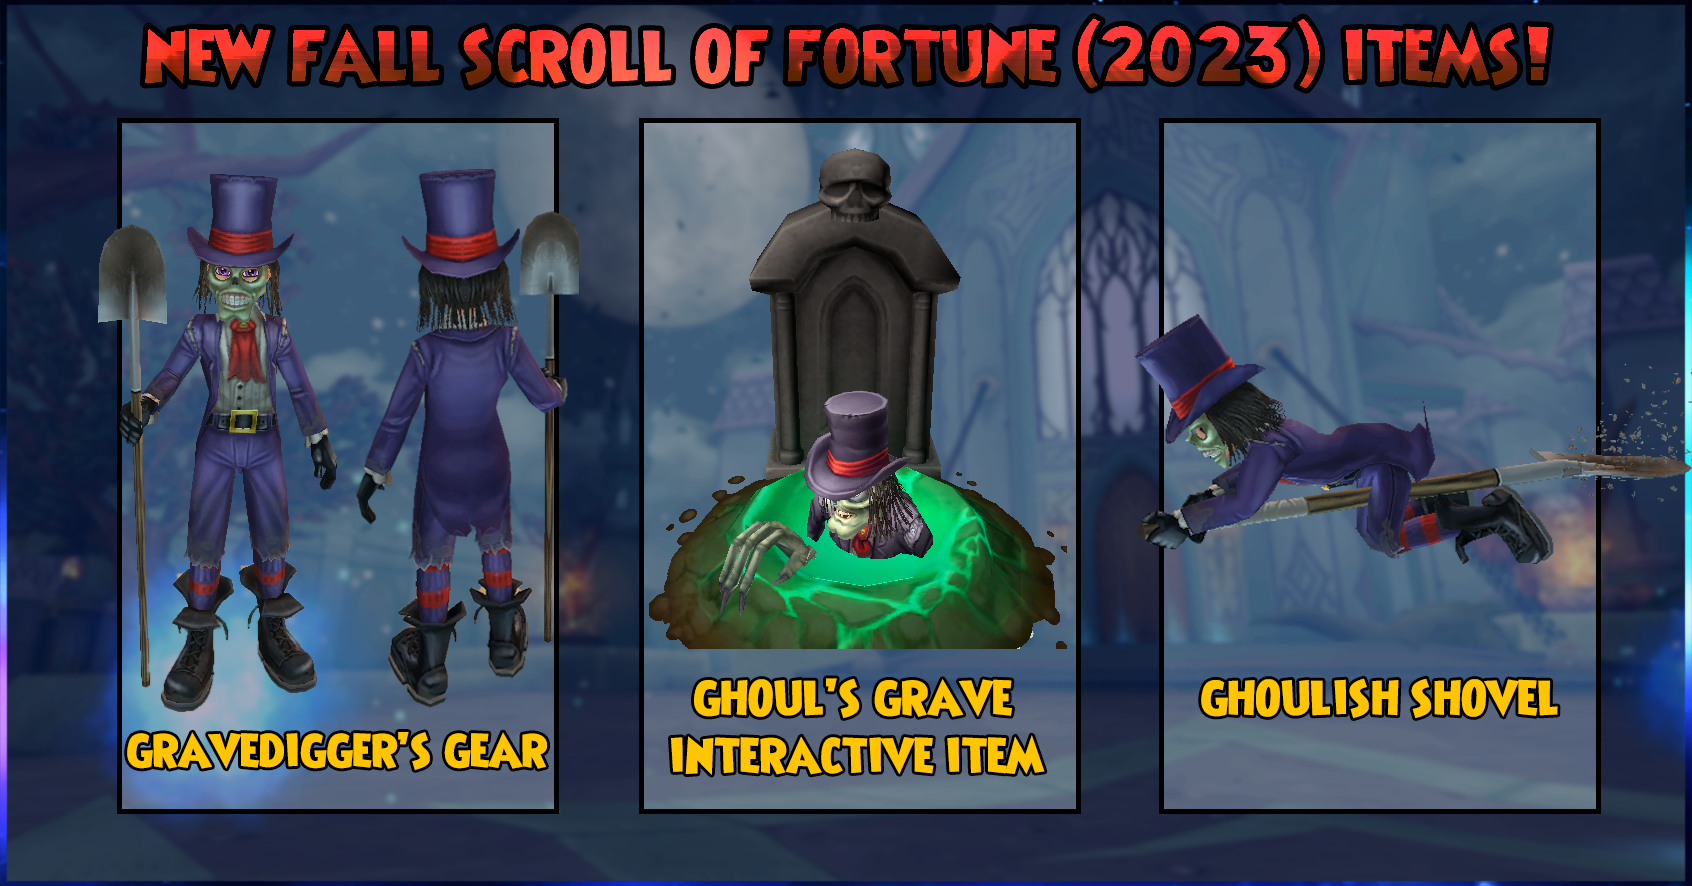 NEW FALL SCROLL OF FORTUNE (2023) ITEMS!
GRAVEDIGGER'S GEAR
GHOUL'S GRAVE
INTERACTIVE ITEM
GHOULISH SHOVEL